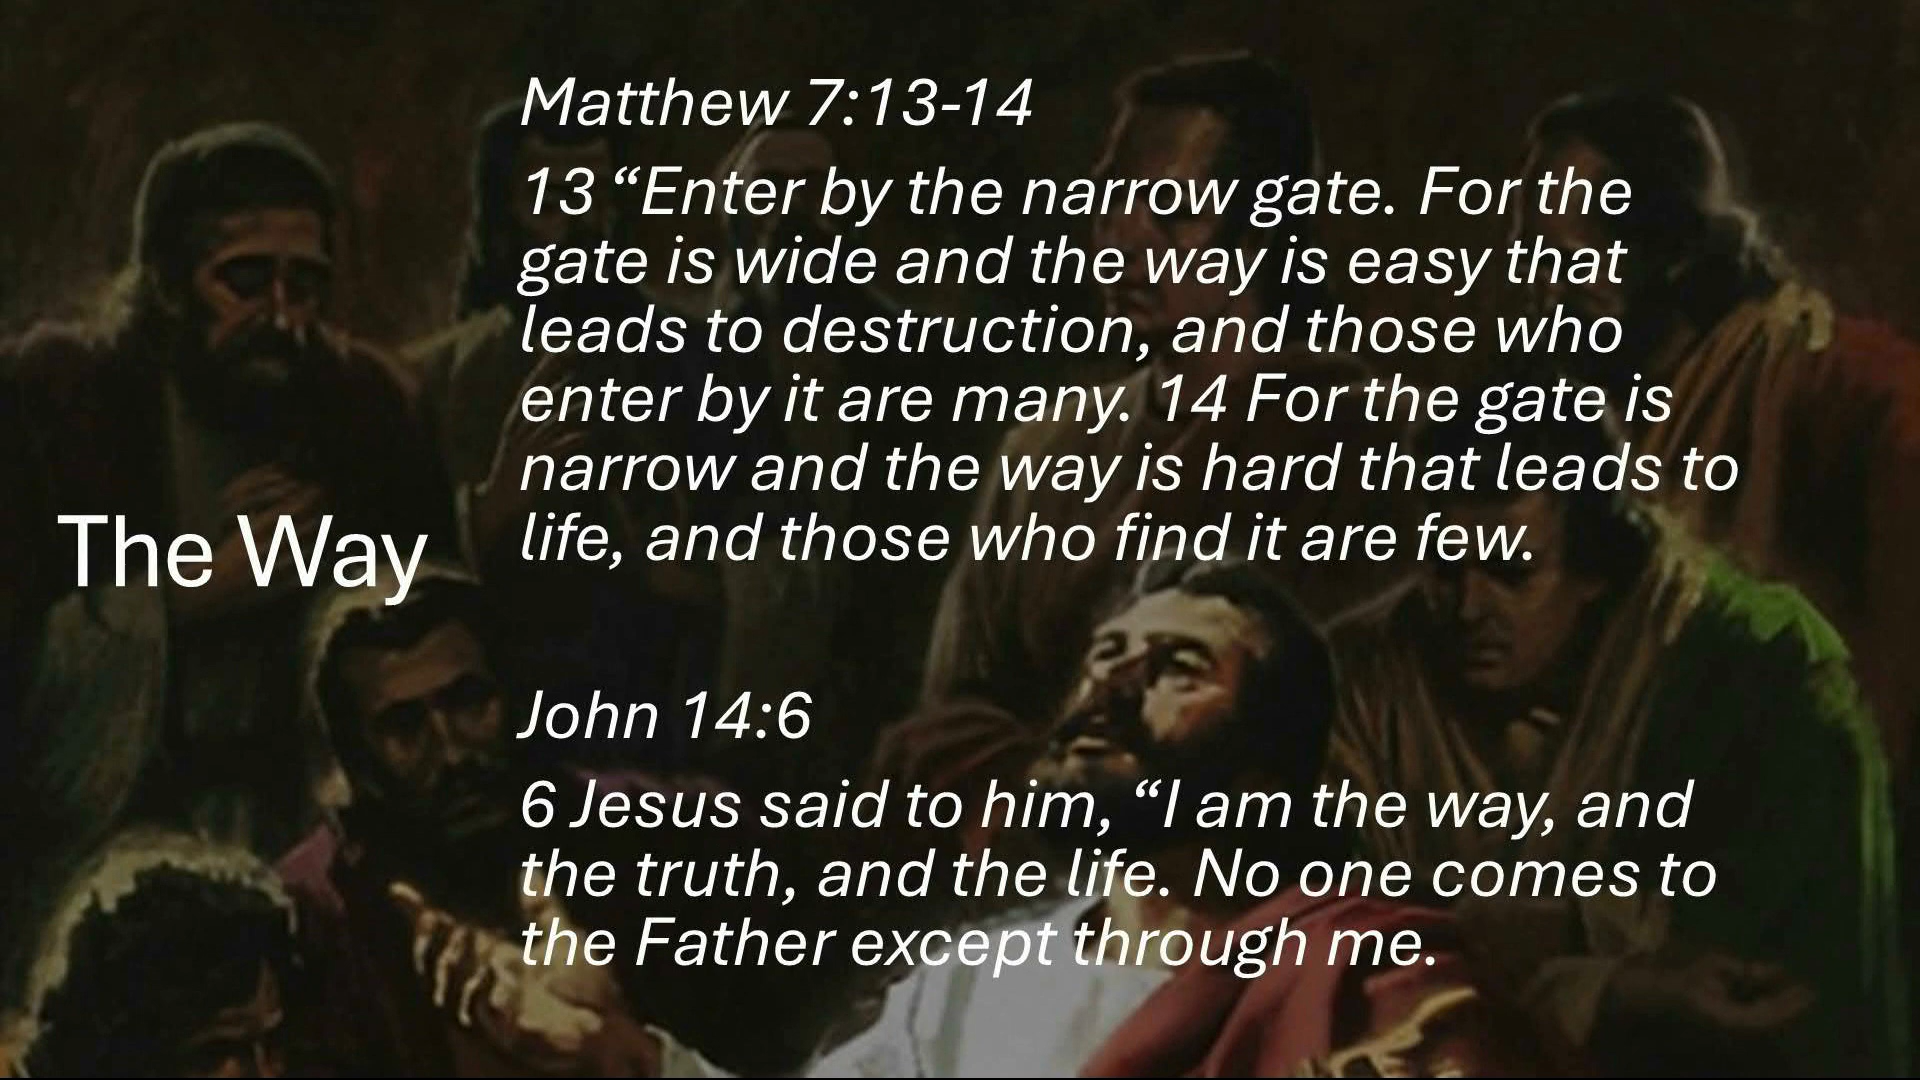 The Way
Matthew 7:13-14
13 “Enter by the narrow gate. For the
gate is wide and the way is easy that
leads to destruction, and those who
enter by it are many. 14 For the gate is
narrow and the way is hard that leads to
life, and those who find it are few.
John 14:6
6 Jesus said to him, “I am the way, and
the truth, and the life. No one comes to
the Father except through me.